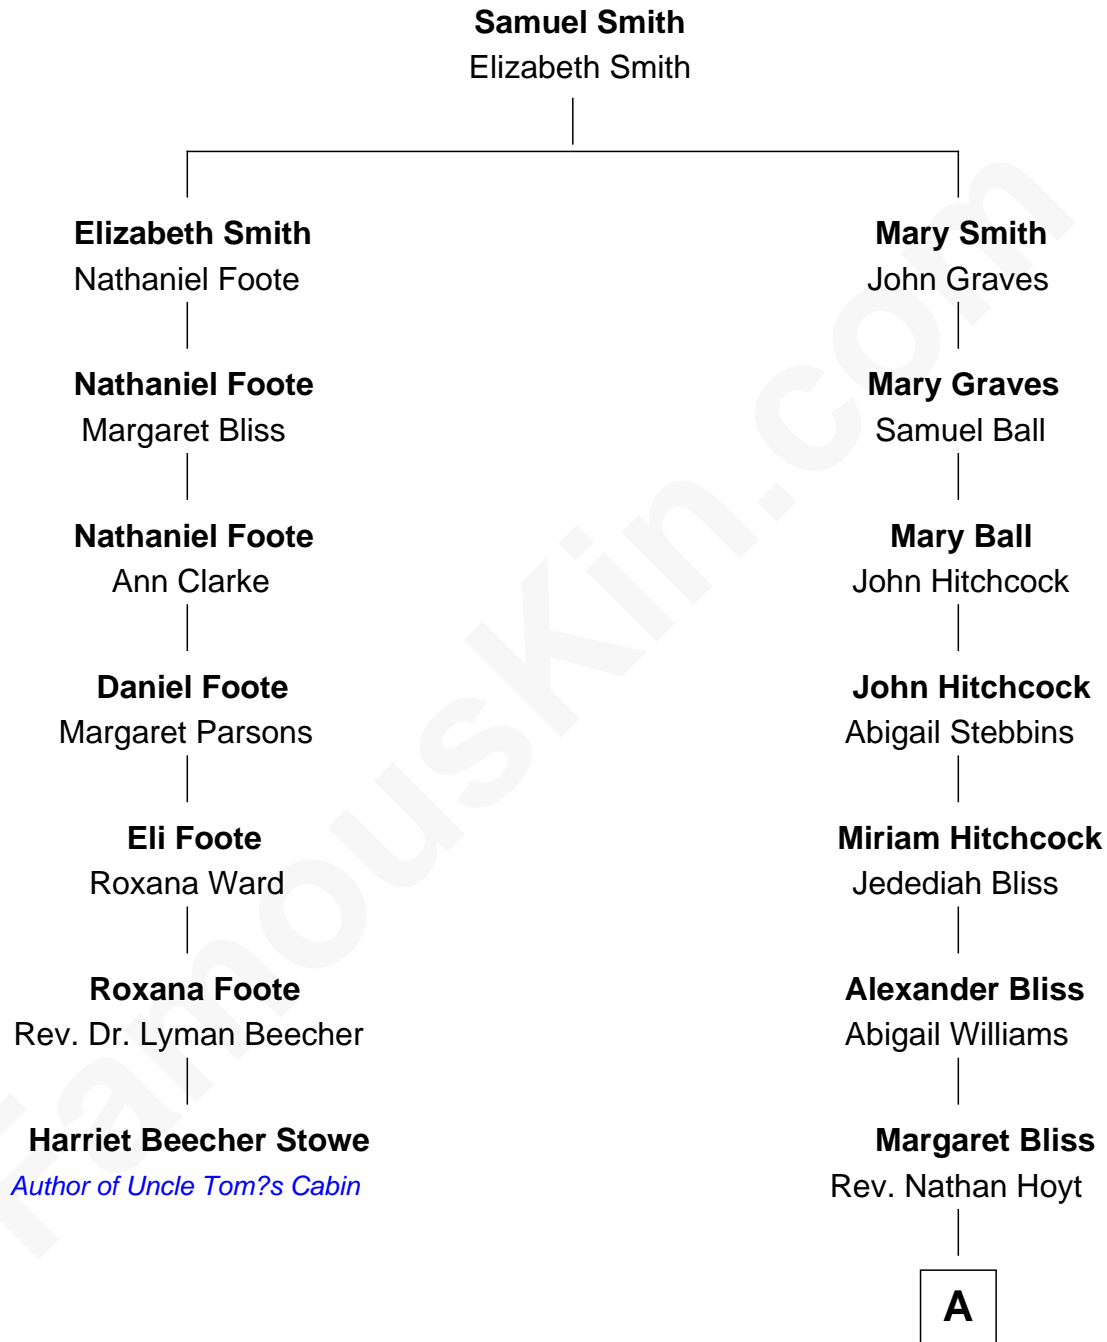 Samuel Smith
Elizabeth Smith
Elizabeth Smith
Nathaniel Foote
Mary Smith
John Graves
Nathaniel Foote
Margaret Bliss
Mary Graves
Samuel Ball
Nathaniel Foote
Ann Clarke
Mary Ball
John Hitchcock
Daniel Foote
Margaret Parsons
John Hitchcock
Abigail Stebbins
Eli Foote
Roxana Ward
Miriam Hitchcock
Jedediah Bliss
Roxana Foote
Rev. Dr. Lyman Beecher
Alexander Bliss
Abigail Williams
Harriet Beecher Stowe
Author of Uncle Tom?s Cabin
Margaret Bliss
Rev. Nathan Hoyt
A
FamousKin.com